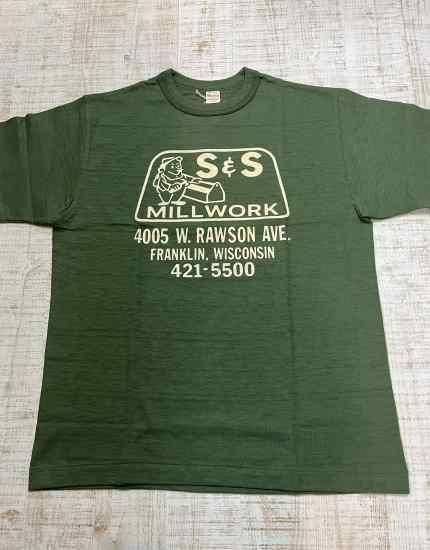 S & S
MILLWORK
4005 W. RAWSON AVE.
FRANKLIN, WISCONSIN
421-5500